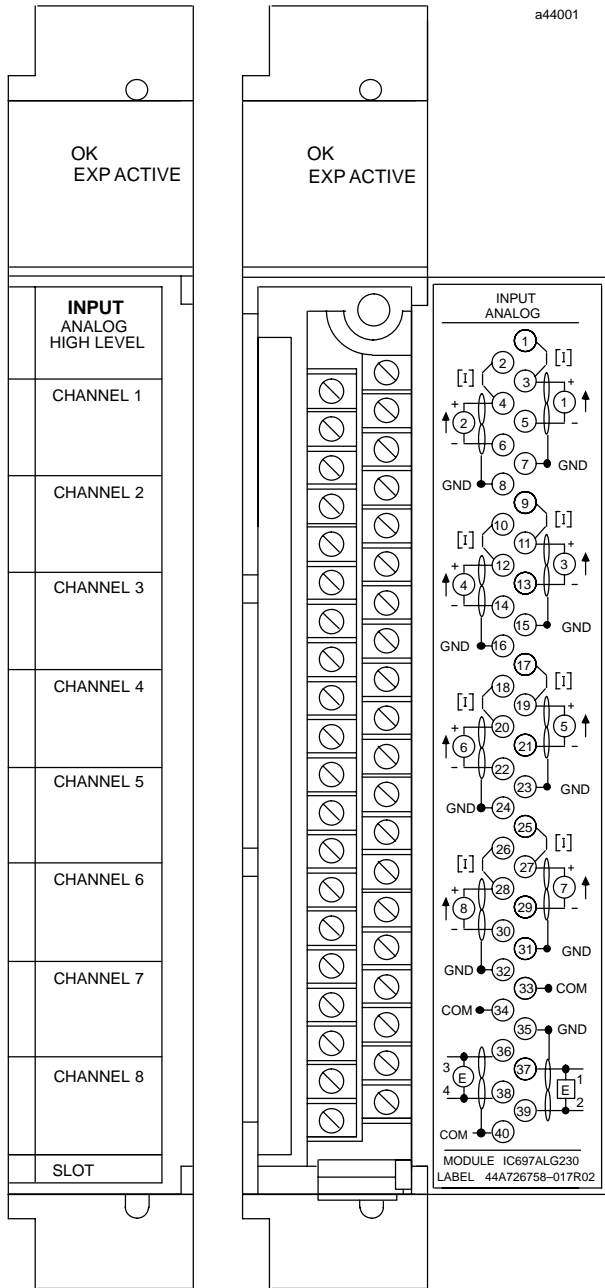 a44001
OK
EXP ACTIVE
OK
EXP ACTIVE
INPUT
ANALOG
HIGH LEVEL
CHANNEL 1
CHANNEL 2
CHANNEL 3
CHANNEL 4
CHANNEL 5
CHANNEL 6
CHANNEL 7
CHANNEL 8
SLOT
INPUT
ANALOG
1
2 [I]
[I] 3 +
+ 4 1
2 5 −
− 6
7 GND
GND 8
9
10 [I]
[I] 11 +
+ 12 3
4 13 −
− 14
15 GND
GND 16
17
18 [I]
[I] 19 +
+ 20 5
6 21 −
− 22
23 GND
GND 24
25
26 [I]
[I] 27 +
+ 28 7
8 29 −
− 30
31 GND
GND 32
33 COM
COM 34
35 GND
36
3 37 1
E E
4 38 2
39
COM 40
MODULE IC697ALG230
LABEL 44A726758–017R02